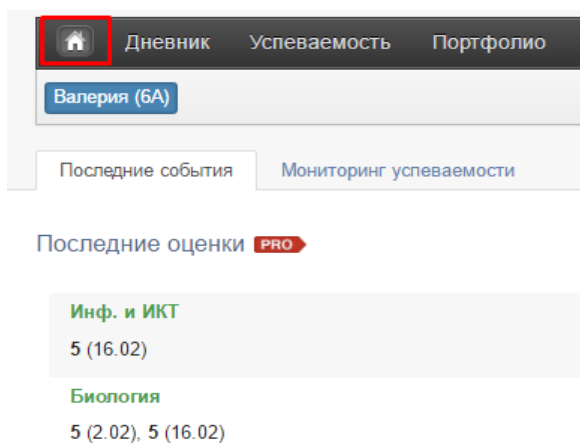 Дневник Успеваемость Портфолио
Валерия (6А)
Последние события Мониторинг успеваемости
Последние оценки PRO
Инф. и ИКТ
5 (16.02)
Биология
5 (2.02), 5 (16.02)